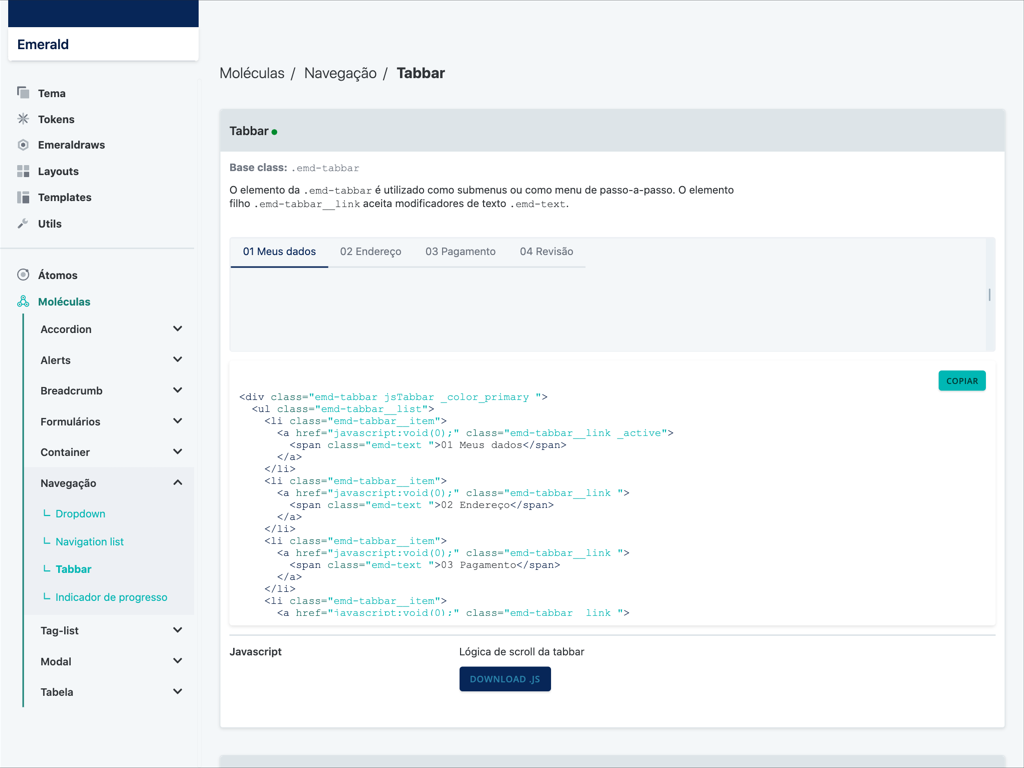 Emerald
Tema
Tokens
Emeraldraws
Layouts
Templates
Utils
Átomos
Moléculas
Accordion
Alerts
Breadcrumb
Formulários
Container
Navegação
Dropdown
Navigation list
Tabbar
Indicador de progresso
Tag-list
Modal
Tabela
Moléculas / Navegação / Tabbar
Tabbar
Base class: .emd-tabbar
O elemento da .emd-tabbar é utilizado como submenus ou como menu de passo-a-passo. O elemento
filho .emd-tabbar__link aceita modificadores de texto .emd-text.
01 Meus dados 02 Endereço 03 Pagamento 04 Revisão
COPIAR
<div class="emd-tabbar jsTabbar _color_primary ">
<ul class="emd-tabbar__list">
<li class="emd-tabbar__item">
<a href="javascript:void(0);" class="emd-tabbar__link _active">
<span class="emd-text ">01 Meus dados</span>
</a>
</li>
<li class="emd-tabbar__item">
<a href="javascript:void(0);" class="emd-tabbar__link ">
<span class="emd-text ">02 Endereço</span>
</a>
</li>
<li class="emd-tabbar__item">
<a href="javascript:void(0);" class="emd-tabbar__link ">
<span class="emd-text ">03 Pagamento</span>
</a>
</li>
<li class="emd-tabbar__item">
<a href="javascript:void(0);" class="emd-tabbar__link ">
Javascript Lógica de scroll da tabbar
DOWNLOAD .JS